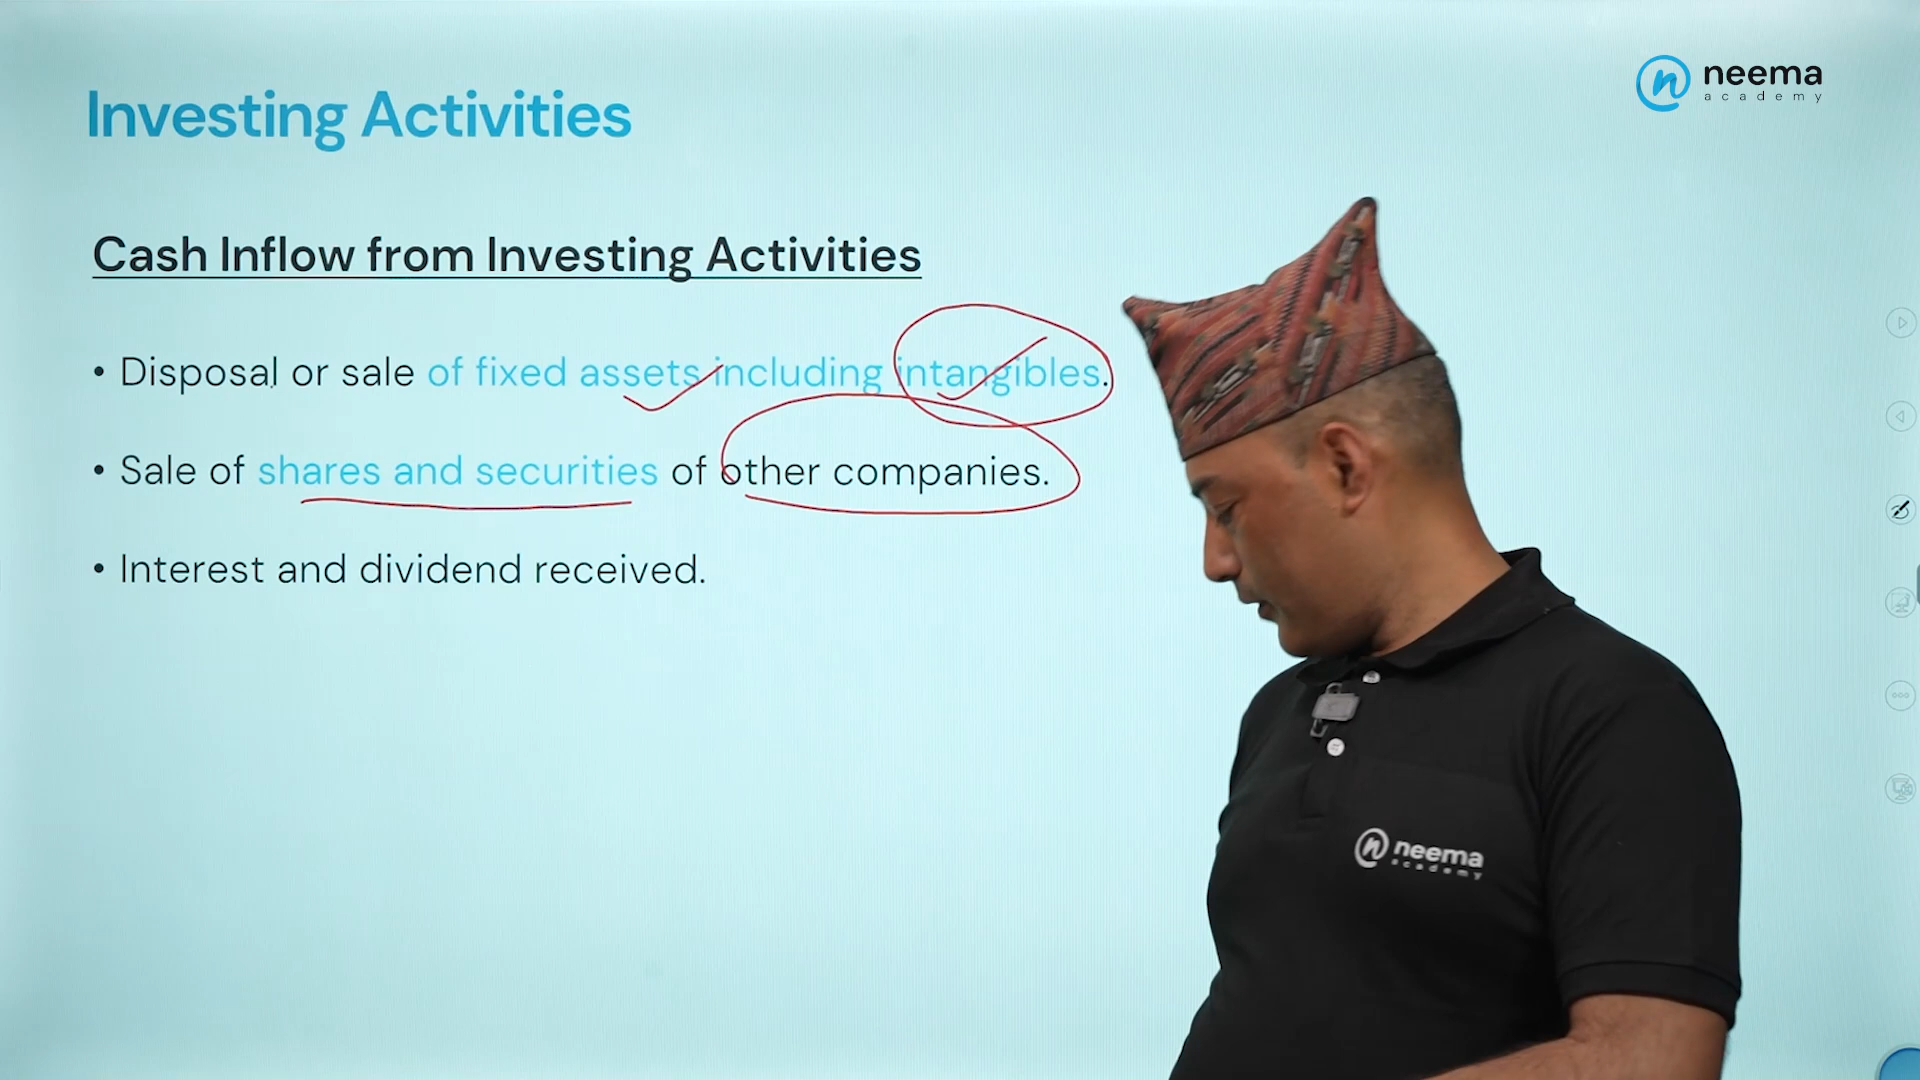 neema
academy
Investing Activities
Cash Inflow from Investing Activities
• Disposal or sale of fixed assets including intangibles.
• Sale of shares and securities of other companies.
• Interest and dividend received.
neema
academy